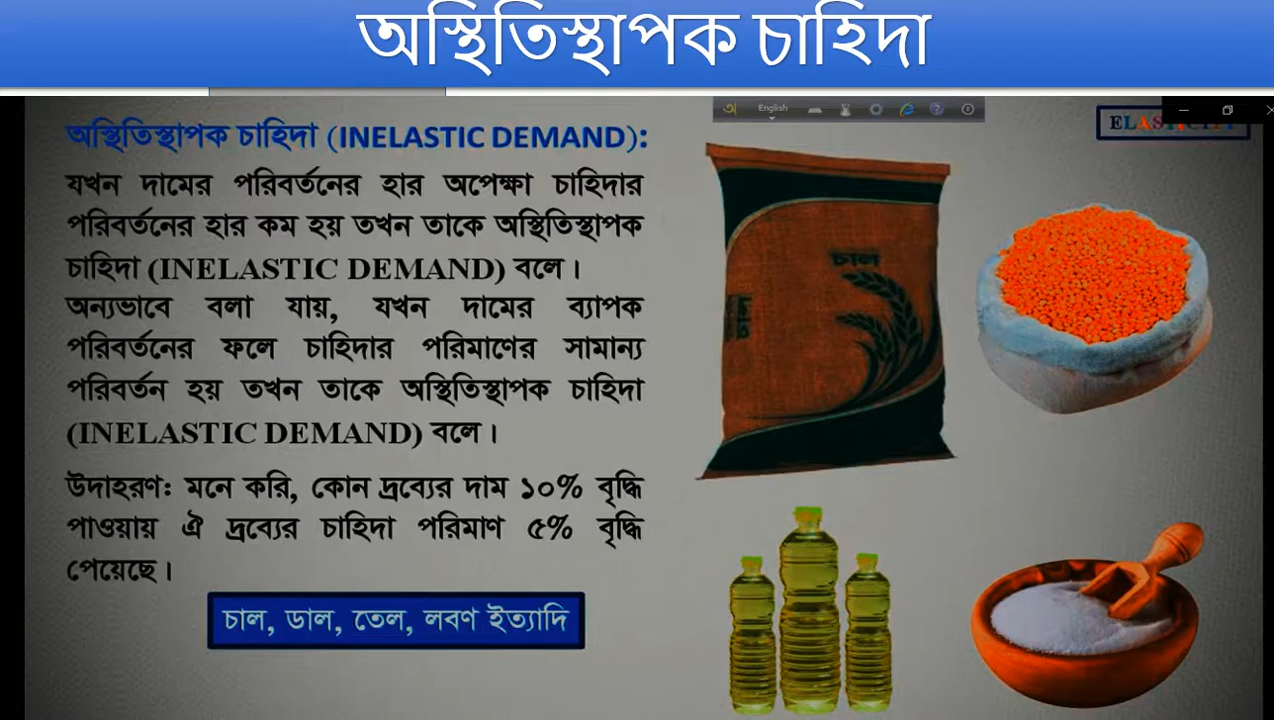 অস্থিতিস্থাপক চাহিদা
English
অস্থিতিস্থাপক চাহিদা (INELASTIC DEMAND):
যখন দামের পরিবর্তনের হার অপেক্ষা চাহিদার
পরিবর্তনের হার কম হয় তখন তাকে অস্থিতিস্থাপক
চাহিদা (INELASTIC DEMAND) বলে।
অন্যভাবে বলা যায়, যখন দামের ব্যাপক
পরিবর্তনের ফলে চাহিদার পরিমাণের সামান্য
পরিবর্তন হয় তখন তাকে অস্থিতিস্থাপক চাহিদা
(INELASTIC DEMAND) বলে।
উদাহরণঃ মনে করি, কোন দ্রব্যের দাম ১০% বৃদ্ধি
পাওয়ায় ঐ দ্রব্যের চাহিদা পরিমাণ ৫% বৃদ্ধি
পেয়েছে।
চাল, ডাল, তেল, লবণ ইত্যাদি
চাল
চাল